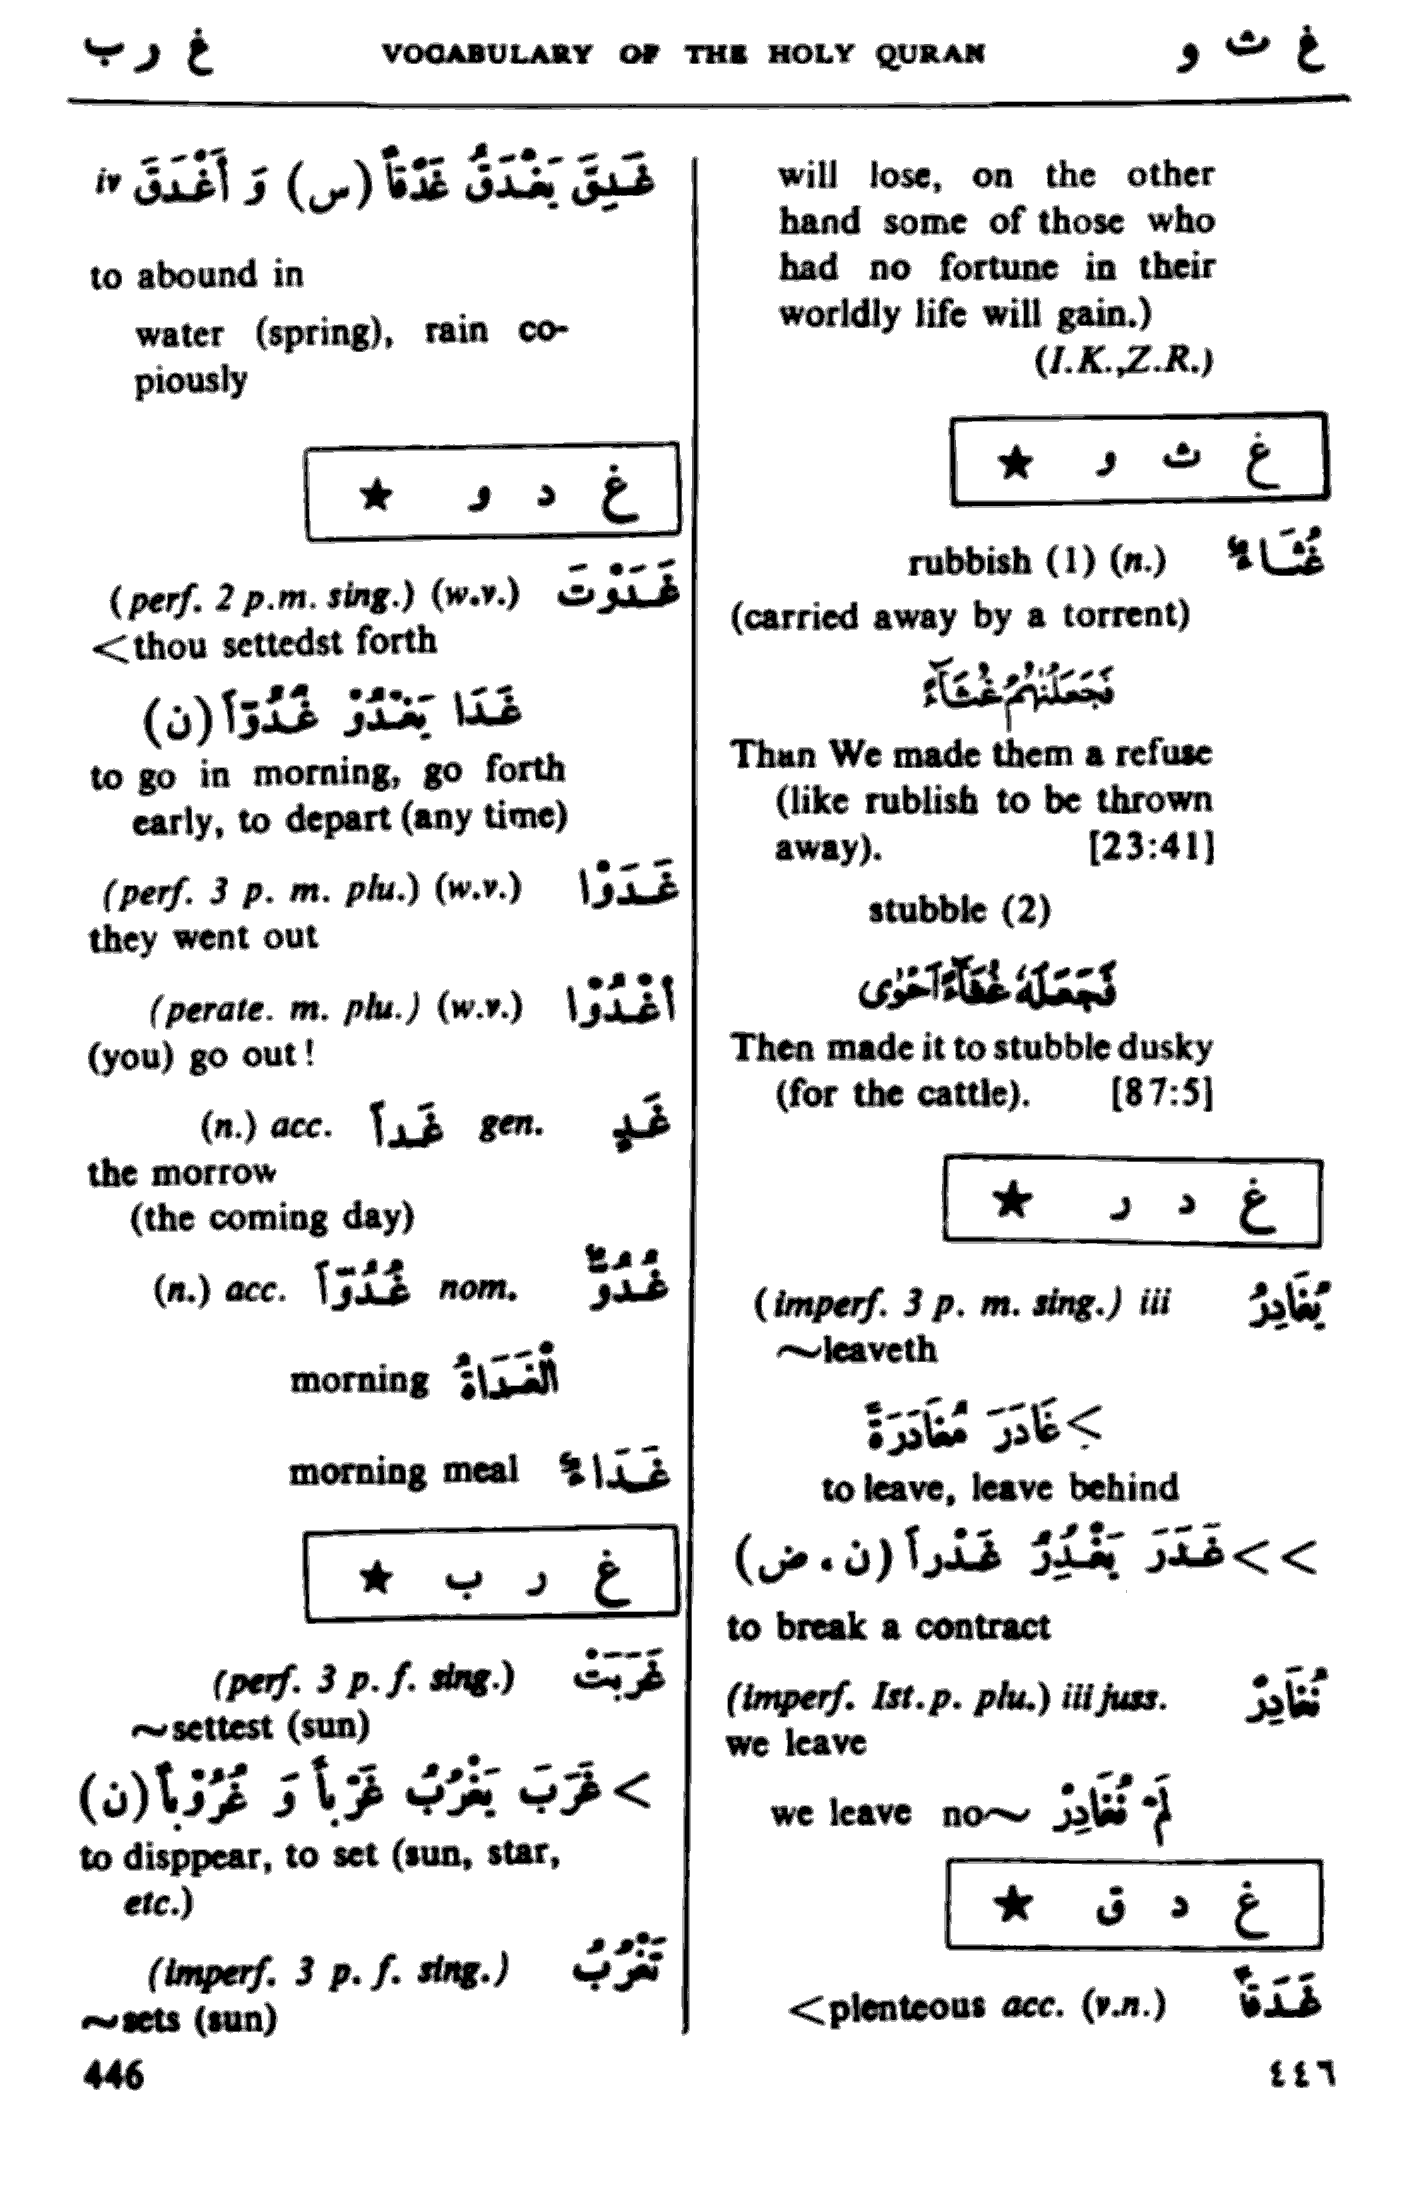 غ ث و VOCABULARY OF THE HOLY QURAN غ ر ب
will lose, on the other
hand some of those who
had no fortune in their
worldly life will gain.)
(I.K.,Z.R.)
غ ث و ★
غُثَاءٌ rubbish (1) (n.)
(carried away by a torrent)
فَجَعَلْنٰهُمْ غُثَآءً
Than We made them a refuse
(like rublish to be thrown
away). [23:41]
stubble (2)
فَجَعَلَهٗ غُثَآءً اَحْوٰى
Then made it to stubble dusky
(for the cattle). [87:5]
غ د ر ★
يُغَادِرُ (imperf. 3 p. m. sing.) iii
~leaveth
>غَادَرَ مُغَادَرَةً
to leave, leave behind
>>غَدَرَ يَغْدُِرُ غَدْراً (ن ، ض)
to break a contract
نُغَادِرْ (imperf. Ist. p. plu.) iii juss.
we leave
لَمْ نُغَادِرْ ~we leave no
غ د ق ★
غَدَقاً <plenteous acc. (v.n.)
غَدِقَ يَغْدَقُ غَدْقاً (س) وَ أَغْدَقَ iv
to abound in
water (spring), rain co-
piously
غ د و ★
غَدَوْتَ (perf. 2 p.m. sing.) (w.v.)
<thou settedst forth
غَدَا يَغْدُوْ غُدُوّاً (ن)
to go in morning, go forth
early, to depart (any time)
غَدَوْا (perf. 3 p. m. plu.) (w.v.)
they went out
أغْدُوْا (perate. m. plu.) (w.v.)
(you) go out!
غَدٍ gen. غَداً acc. (n.)
the morrow
(the coming day)
غُدُوٌّ nom. غُدُوّاً acc. (n.)
الْغَدَاةُ morning
غَدَاءٌ morning meal
غ ر ب ★
غَرَبَتْ (perf. 3 p. f. sing.)
~settest (sun)
>غَرَبَ يَغْرُبُ غَرْباً وَ غُرُوْباً (ن)
to disppear, to set (sun, star,
etc.)
تَغْرُبُ (imperf. 3 p. f. sing.)
~sets (sun)
446 ٤٤٦